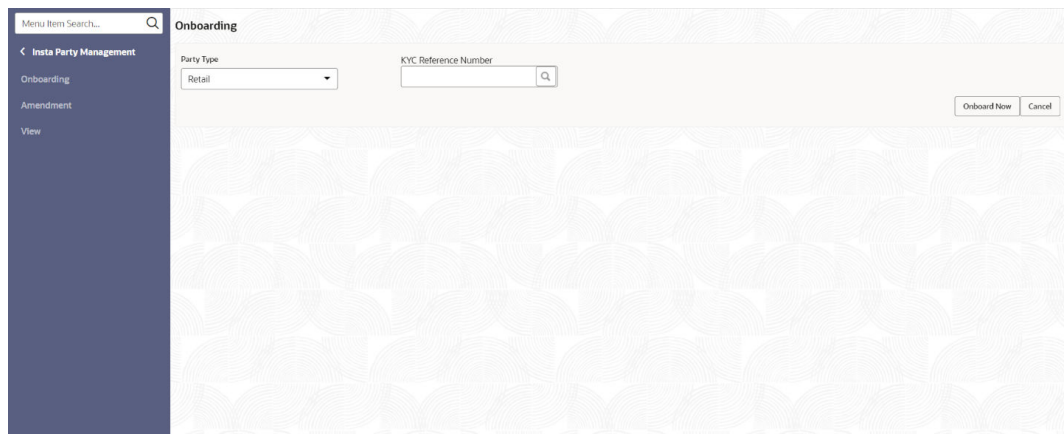 Menu Item Search...
Insta Party Management
Onboarding
Amendment
View
Onboarding
Party Type
Retail
KYC Reference Number
Onboard Now
Cancel